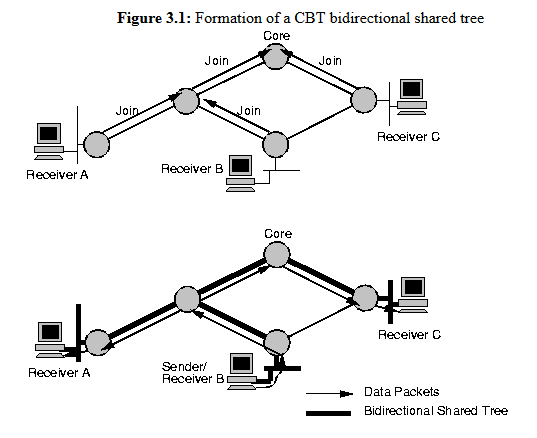 Figure 3.1: Formation of a CBT bidirectional shared tree
Core
Join
Join
Join
Join
Receiver C
Receiver B
Receiver A
Core
Receiver C
Sender/
Receiver B
Receiver A
Data Packets
Bidirectional Shared Tree